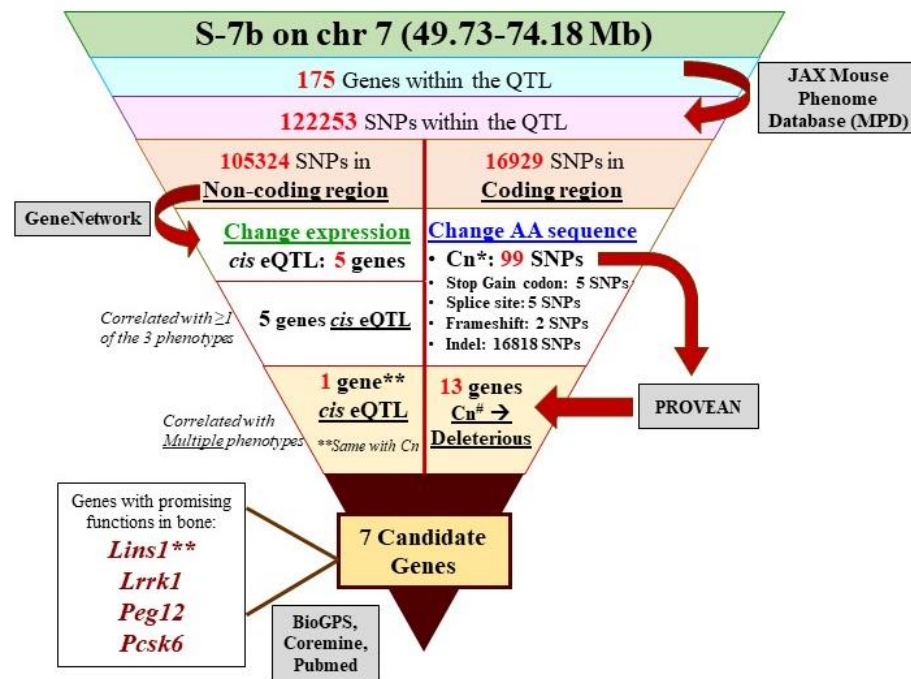 S-7b on chr 7 (49.73-74.18 Mb)
175 Genes within the QTL
122253 SNPs within the QTL
JAX Mouse
Phenome
Database (MPD)
105324 SNPs in
Non-coding region
16929 SNPs in
Coding region
GeneNetwork
Change expression
cis eQTL: 5 genes
Change AA sequence
• Cn*: 99 SNPs
• Stop Gain codon: 5 SNPs
• Splice site: 5 SNPs
• Frameshift: 2 SNPs
• Indel: 16818 SNPs
Correlated with ≥1
of the 3 phenotypes
5 genes cis eQTL
1 gene**
cis eQTL
**Same with Cn
13 genes
Cn# →
Deleterious
PROVEAN
Correlated with
Multiple phenotypes
Genes with promising
functions in bone:
Lins1**
Lrrk1
Peg12
Pcsk6
7 Candidate
Genes
BioGPS,
Coremine,
Pubmed